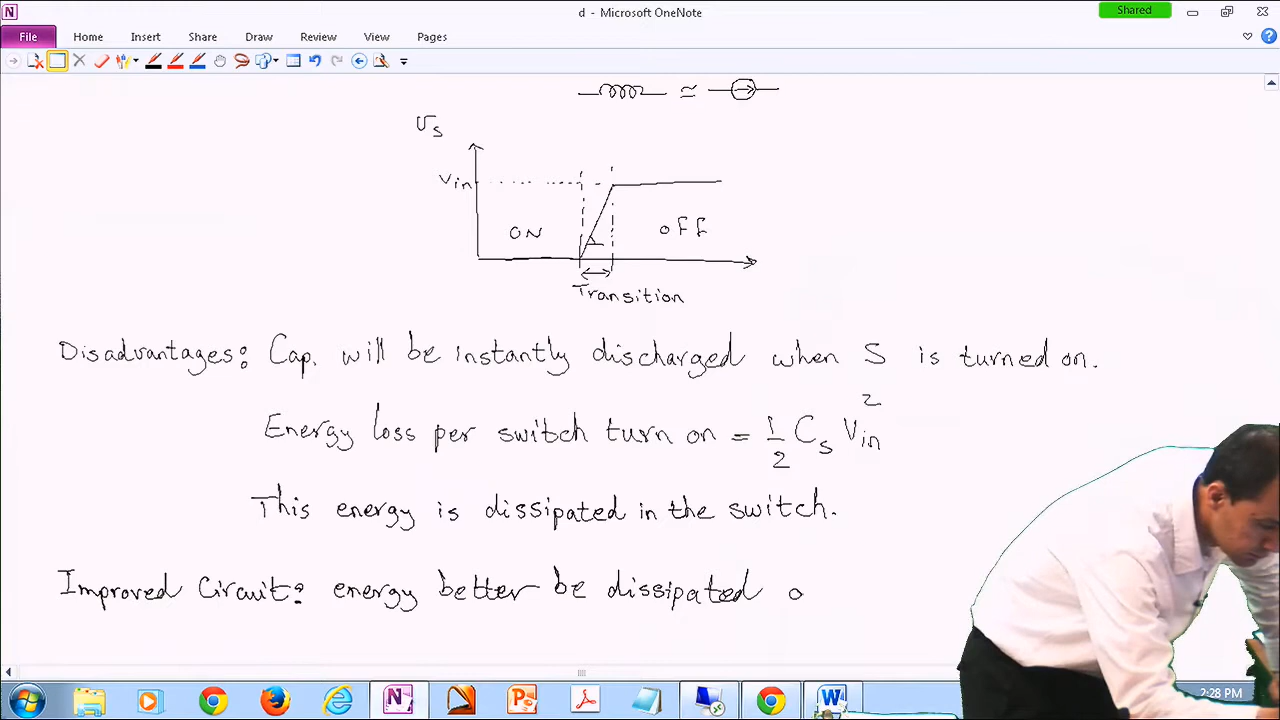 d - Microsoft OneNote
Shared
File Home Insert Share Draw Review View Pages
≃
Vs
Vin
ON
OFF
Transition
Disadvantages: Cap. will be instantly discharged when S is turned on.
Energy loss per switch turn on = 1/2 Cs Vin²
This energy is dissipated in the switch.
Improved Circuit: energy better be dissipated o
2:28 PM